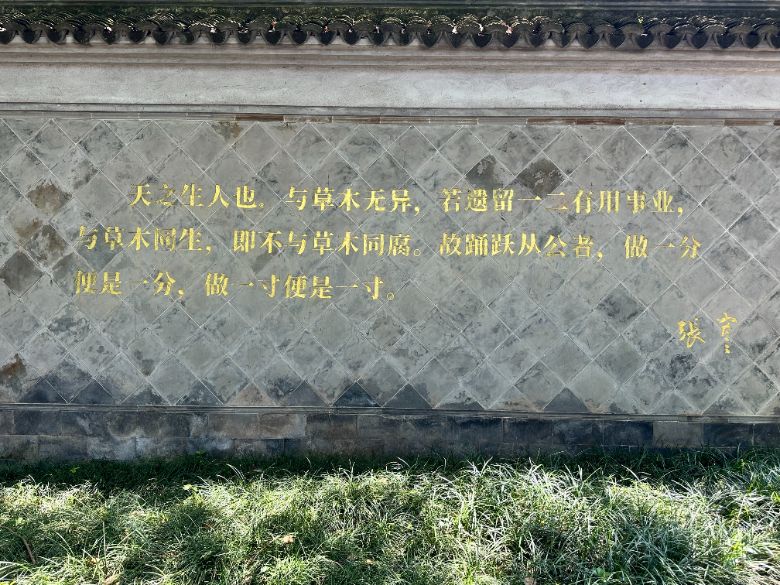 天之生人也。与草木无异，若遗留一二有用事业，
与草木同生，即不与草木同腐。故踊跃从公者，做一分
便是一分，做一寸便是一寸。
張謇